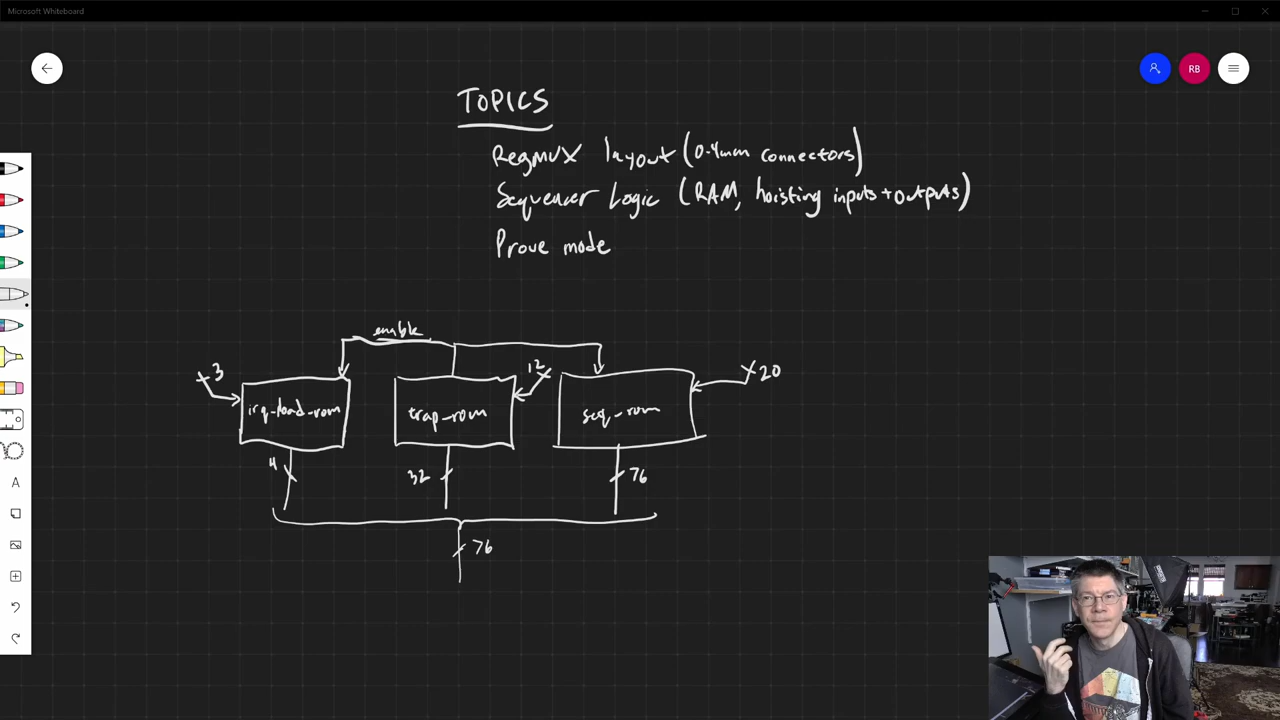 Microsoft Whiteboard
RB
TOPICS
RegMUX layout (0.4mm connectors)
Sequencer Logic (RAM, hoisting inputs + outputs)
Prove mode
enable
3
12
20
irq-load-rom
trap-rom
seq-rom
4
32
76
76
A